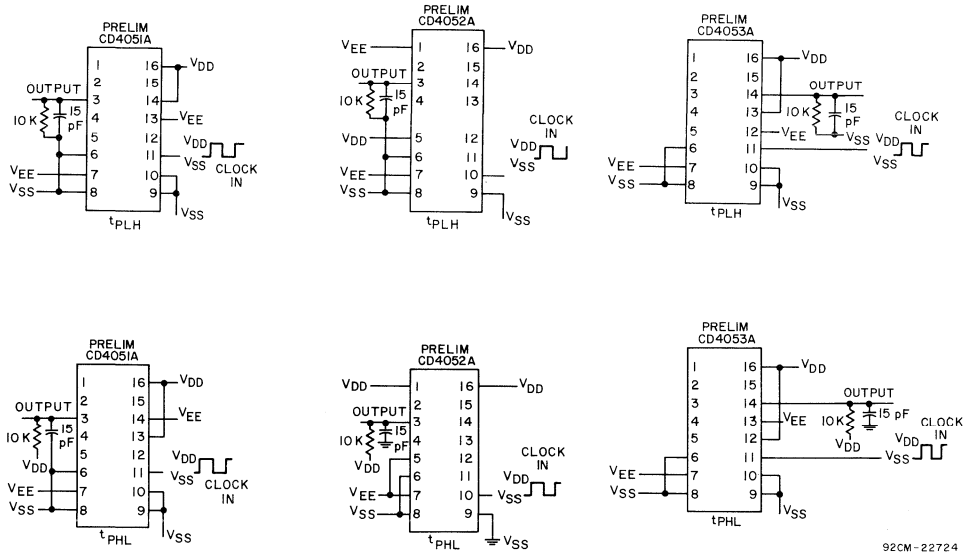 PRELIM
CD4051A
1 16 VDD
2 15
OUTPUT
3 14
10K 15 pF
4 13 VEE
5 12 VDD
6 11 VSS CLOCK IN
VEE 7 10
VSS 8 9
VSS
tPLH
PRELIM
CD4052A
VEE 1 16 VDD
2 15
OUTPUT
3 14
10K 15 pF
4 13
CLOCK IN
VDD 5 12 VDD
6 11 VSS
VEE 7 10
VSS 8 9
VSS
tPLH
PRELIM
CD4053A
1 16 VDD
2 15
OUTPUT
3 14
10K 15 pF
4 13
CLOCK IN
5 12 VEE VSS VDD
6 11 VSS
VEE 7 10
VSS 8 9
VSS
tPLH
PRELIM
CD4051A
1 16 VDD
2 15
OUTPUT
3 14 VEE
10K 15 pF
4 13
5 12 VDD
VDD 6 11 VSS CLOCK IN
VEE 7 10
VSS 8 9
VSS
tPHL
PRELIM
CD4052A
VDD 1 16 VDD
2 15
OUTPUT
3 14
10K 15 pF
4 13
CLOCK IN
VDD 5 12
6 11 VDD
VEE 7 10 VSS
VSS 8 9
VSS
tPHL
PRELIM
CD4053A
1 16 VDD
2 15
OUTPUT
3 14
10K 15 pF
4 13 VEE
CLOCK IN
5 12 VDD VDD
6 11 VSS
VEE 7 10
VSS 8 9
VSS
tPHL
92CM-22724